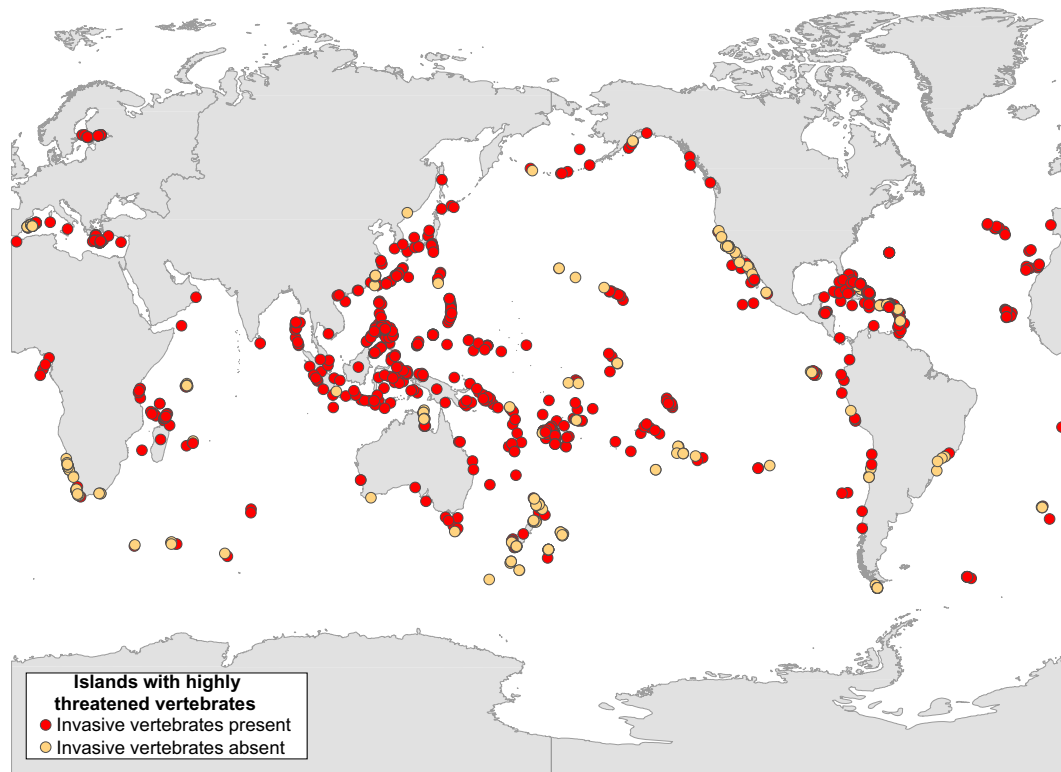 Islands with highly
threatened vertebrates
Invasive vertebrates present
Invasive vertebrates absent